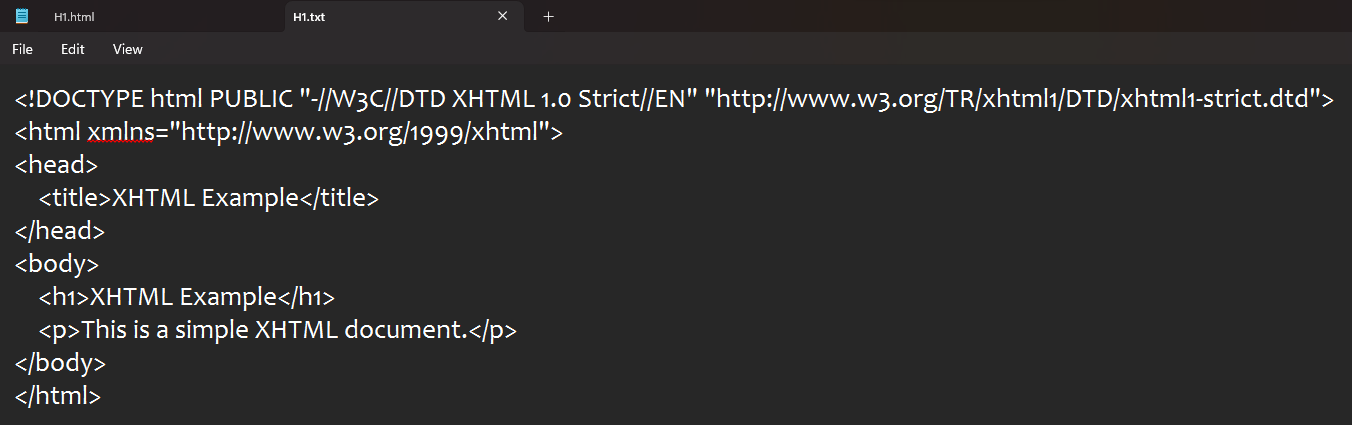 H1.html
H1.txt
File Edit View
<!DOCTYPE html PUBLIC "-//W3C//DTD XHTML 1.0 Strict//EN" "http://www.w3.org/TR/xhtml1/DTD/xhtml1-strict.dtd">
<html xmlns="http://www.w3.org/1999/xhtml">
<head>
    <title>XHTML Example</title>
</head>
<body>
    <h1>XHTML Example</h1>
    <p>This is a simple XHTML document.</p>
</body>
</html>